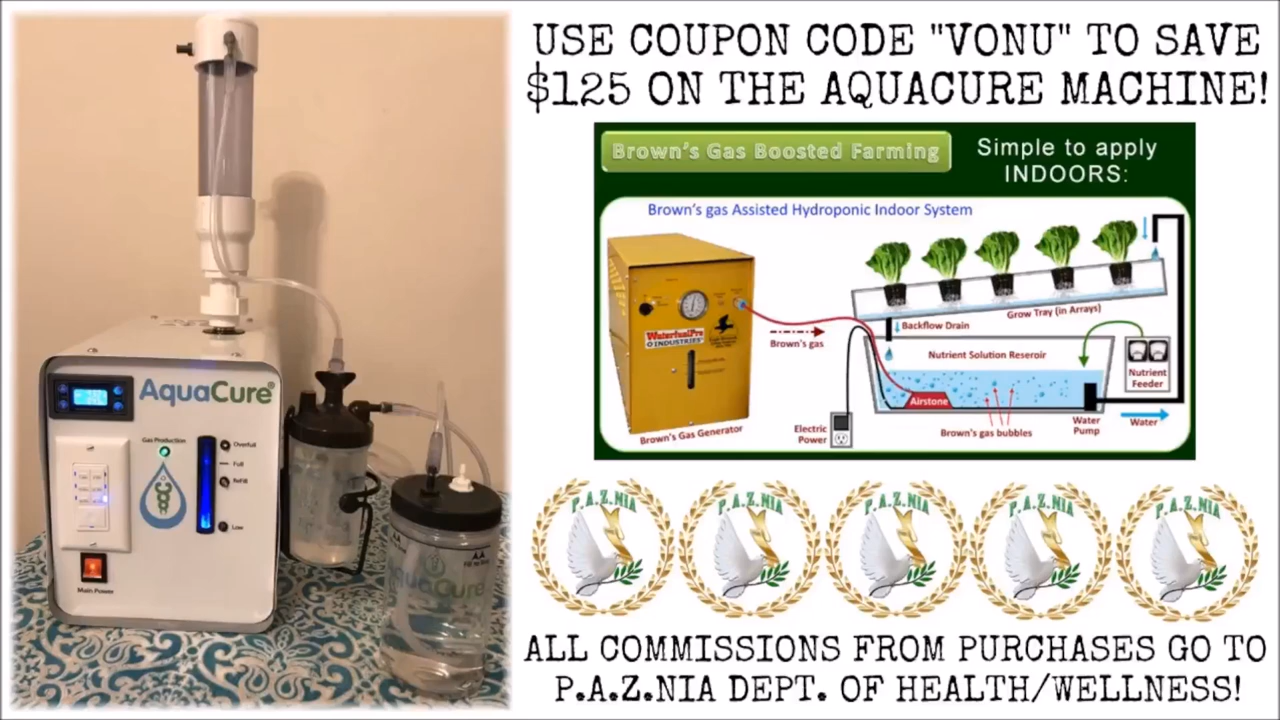 USE COUPON CODE "VONU" TO SAVE
$125 ON THE AQUACURE MACHINE!
AquaCure®
Gas Production
Overfull
Full
Refill
Low
Main Power
AquaCure
Brown's Gas Boosted Farming
Simple to apply
INDOORS:
Brown's gas Assisted Hydroponic Indoor System
INDUSTRIES
Brown's Gas Generator
Brown's gas
Backflow Drain
Grow Tray (in Arrays)
Nutrient Solution Reseroir
Nutrient
Feeder
Airstone
Electric
Power
Brown's gas bubbles
Water
Pump
Water
P.A.Z.NIA
P.A.Z.NIA
P.A.Z.NIA
P.A.Z.NIA
P.A.Z.NIA
ALL COMMISSIONS FROM PURCHASES GO TO
P.A.Z.NIA DEPT. OF HEALTH/WELLNESS!